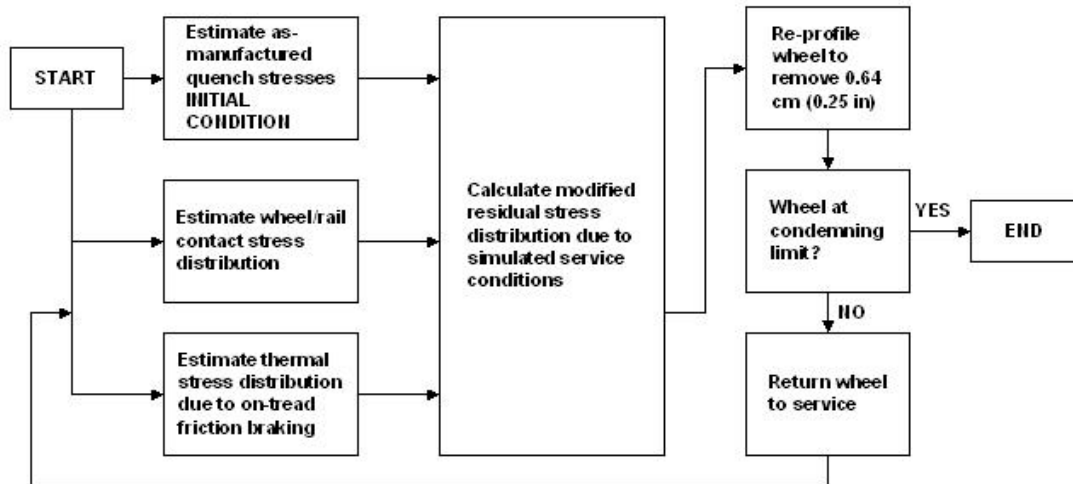 START
Estimate as-
manufactured
quench stresses
INITIAL
CONDITION
Estimate wheel/rail
contact stress
distribution
Estimate thermal
stress distribution
due to on-tread
friction braking
Calculate modified
residual stress
distribution due to
simulated service
conditions
Re-profile
wheel to
remove 0.64
cm (0.25 in)
Wheel at
condemning
limit?
YES
END
NO
Return wheel
to service